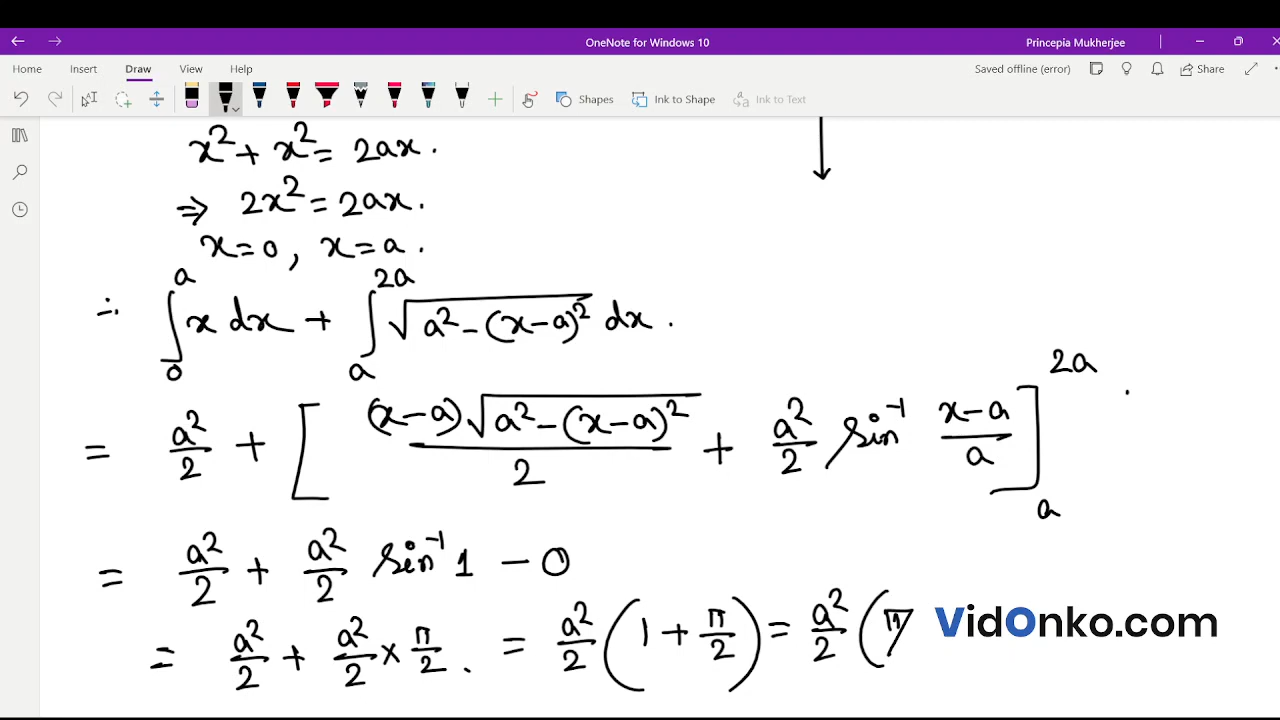 OneNote for Windows 10
Princepia Mukherjee
Home Insert Draw View Help
Saved offline (error) Share
Shapes Ink to Shape Ink to Text
x² + x² = 2ax.
⇒ 2x² = 2ax.
x = 0, x = a.
∴ ∫₀ᵃ x dx + ∫ₐ²ᵃ √(a² − (x−a)²) dx.
= a²/2 + [ (x−a)√(a² − (x−a)²) / 2 + a²/2 sin⁻¹ (x−a)/a ]ₐ²ᵃ.
= a²/2 + a²/2 sin⁻¹ 1 − 0
= a²/2 + a²/2 × π/2. = a²/2 (1 + π/2) = a²/2 (π
VidOnko.com